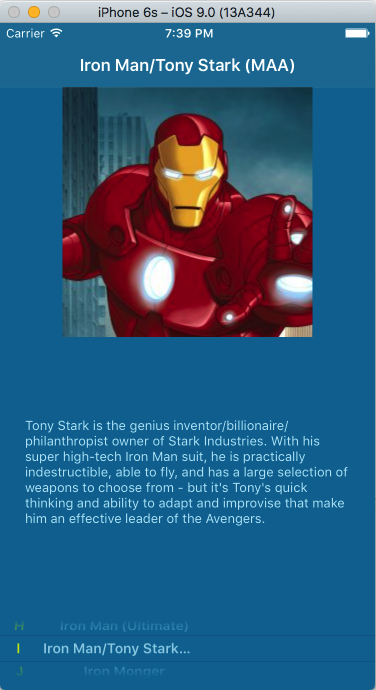 iPhone 6s – iOS 9.0 (13A344)
Carrier 7:39 PM
Iron Man/Tony Stark (MAA)
Tony Stark is the genius inventor/billionaire/
philanthropist owner of Stark Industries. With his
super high-tech Iron Man suit, he is practically
indestructible, able to fly, and has a large selection of
weapons to choose from - but it's Tony's quick
thinking and ability to adapt and improvise that make
him an effective leader of the Avengers.
H Iron Man (Ultimate)
I Iron Man/Tony Stark...
J Iron Monger